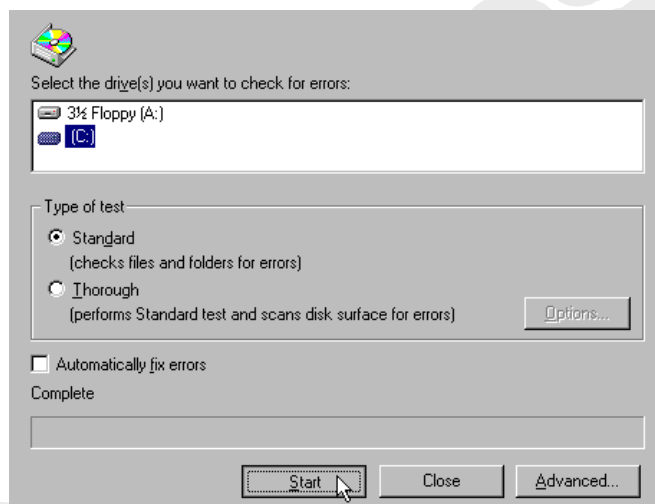 Select the drive(s) you want to check for errors:
3½ Floppy (A:)
(C:)
Type of test
Standard
(checks files and folders for errors)
Thorough
(performs Standard test and scans disk surface for errors)
Options...
Automatically fix errors
Complete
Start Close Advanced...